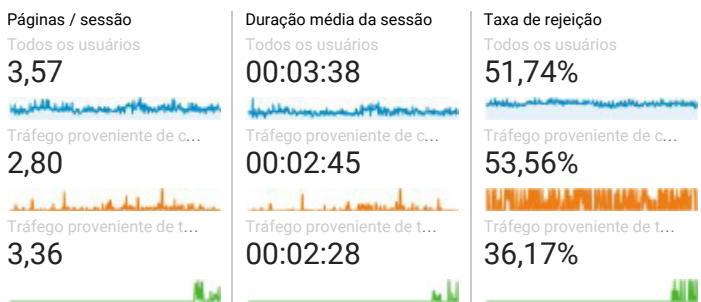 Páginas / sessão
Todos os usuários
3,57
Tráfego proveniente de c...
2,80
Tráfego proveniente de t...
3,36
Duração média da sessão
Todos os usuários
00:03:38
Tráfego proveniente de c...
00:02:45
Tráfego proveniente de t...
00:02:28
Taxa de rejeição
Todos os usuários
51,74%
Tráfego proveniente de c...
53,56%
Tráfego proveniente de t...
36,17%